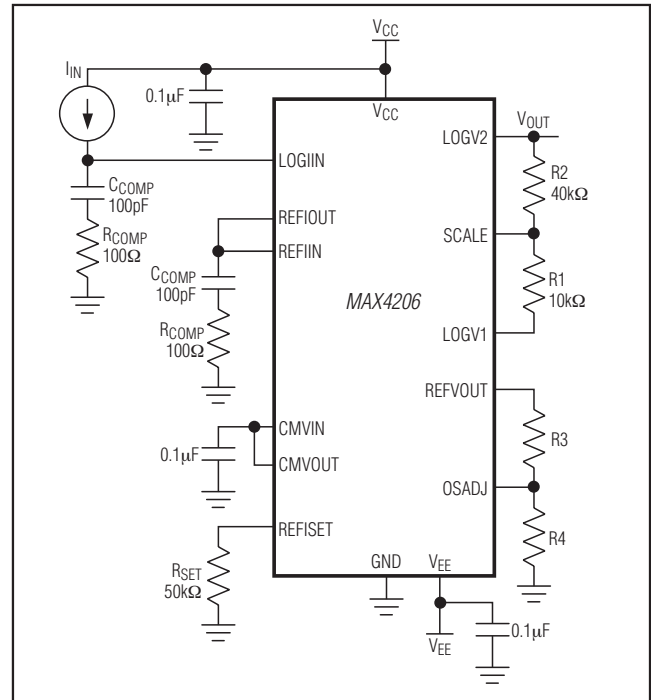 VCC
IIN
0.1μF
VCC
LOGIIN
LOGV2
VOUT
R2
40kΩ
CCOMP
100pF
RCOMP
100Ω
REFIOUT
REFIIN
SCALE
R1
10kΩ
CCOMP
100pF
MAX4206
RCOMP
100Ω
LOGV1
REFVOUT
R3
CMVIN
0.1μF
CMVOUT
OSADJ
REFISET
R4
RSET
50kΩ
GND
VEE
0.1μF
VEE